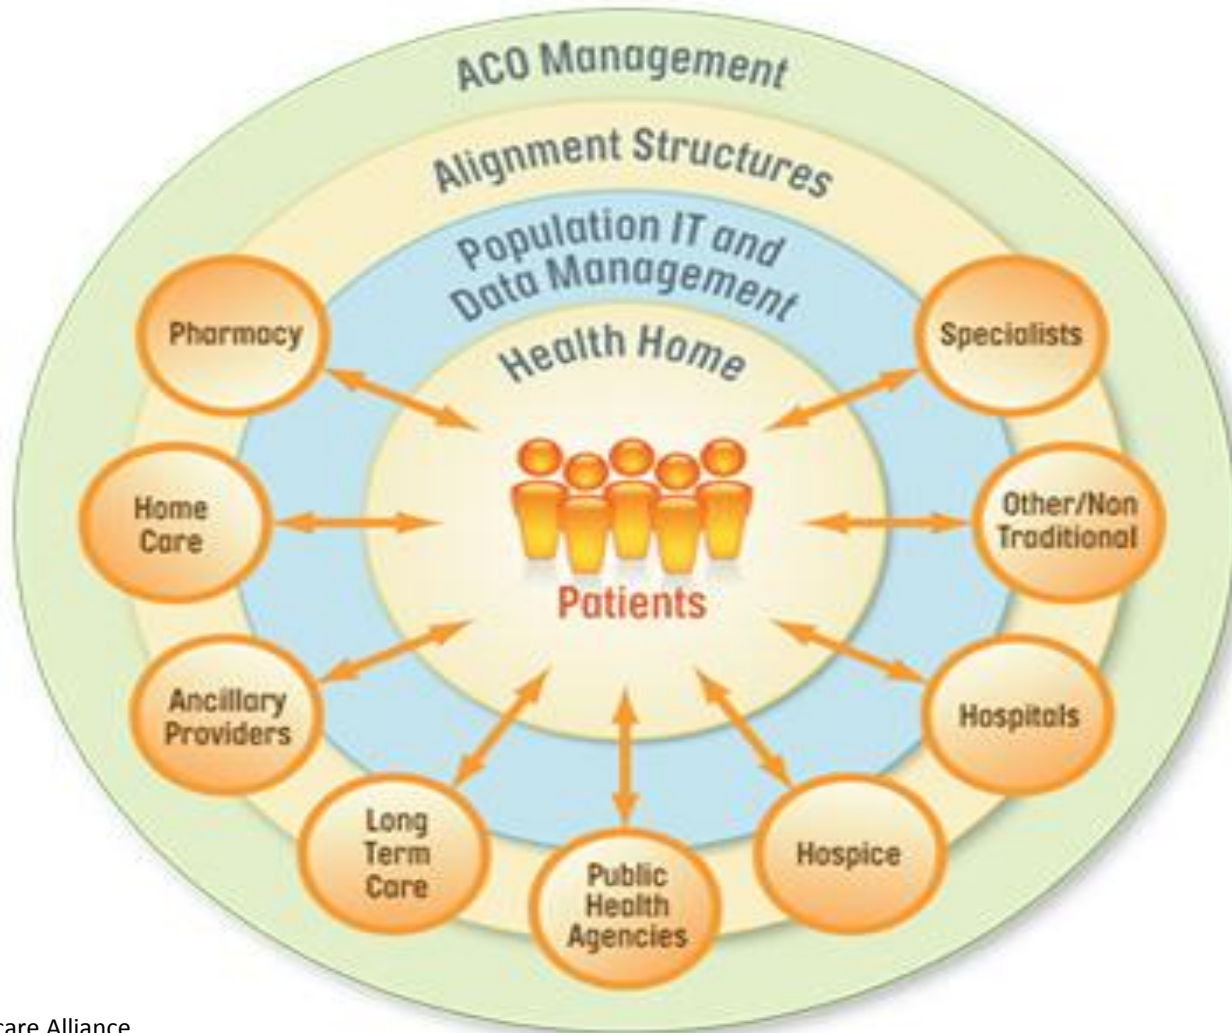 ACO Management
Alignment Structures
Population IT and
Data Management
Health Home
Pharmacy
Specialists
Home
Care
Other/Non
Traditional
Patients
Ancillary
Providers
Hospitals
Long
Term
Care
Public
Health
Agencies
Hospice
care Alliance